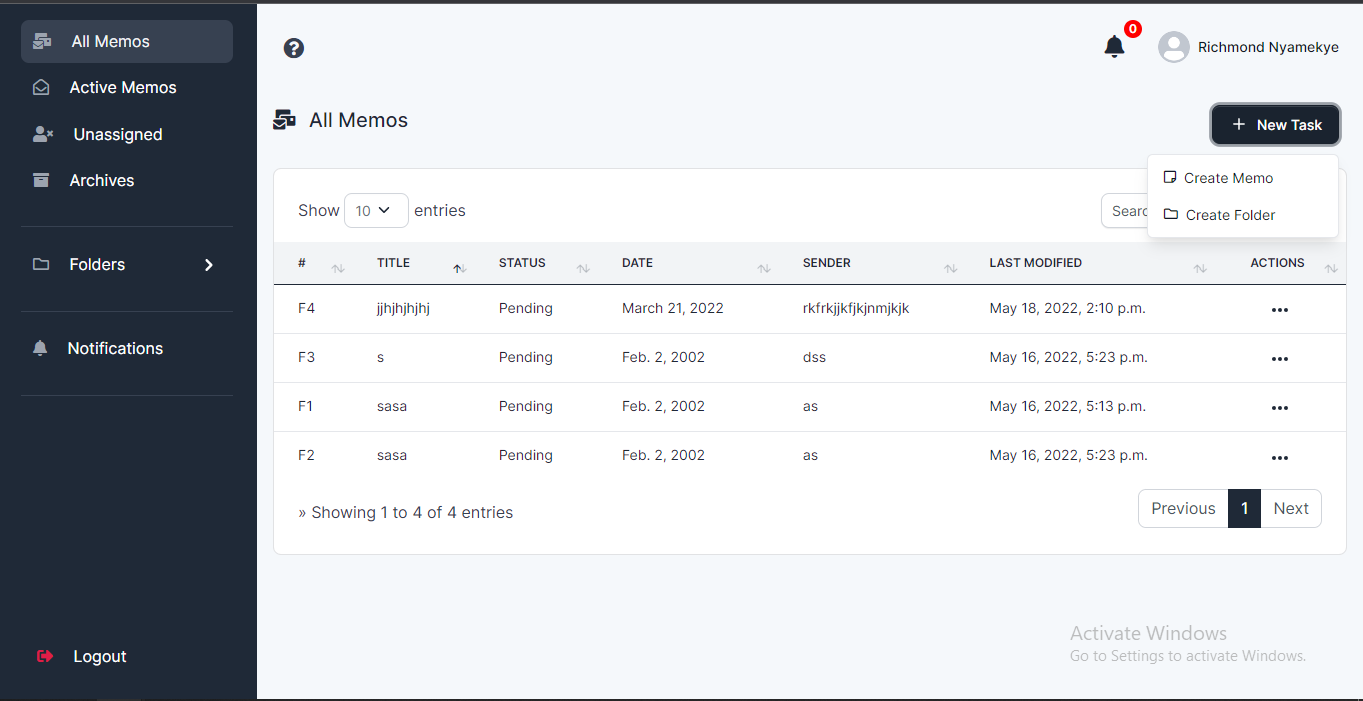 All Memos
Active Memos
Unassigned
Archives
Folders
Notifications
Logout
?
0
Richmond Nyamekye
All Memos
+ New Task
Create Memo
Create Folder
Show 10 entries
Searc
# TITLE STATUS DATE SENDER LAST MODIFIED ACTIONS
F4 jjhjhjhjhj Pending March 21, 2022 rkfrkjjkfjkjnmjkjk May 18, 2022, 2:10 p.m. •••
F3 s Pending Feb. 2, 2002 dss May 16, 2022, 5:23 p.m. •••
F1 sasa Pending Feb. 2, 2002 as May 16, 2022, 5:13 p.m. •••
F2 sasa Pending Feb. 2, 2002 as May 16, 2022, 5:23 p.m. •••
» Showing 1 to 4 of 4 entries
Previous 1 Next
Activate Windows
Go to Settings to activate Windows.